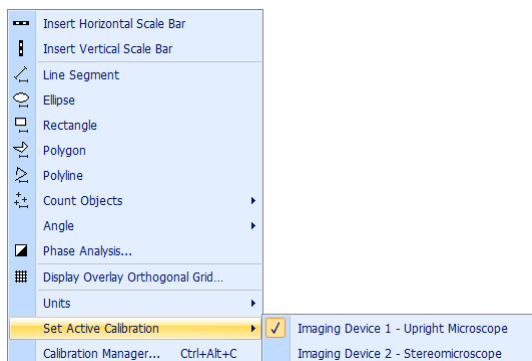 Insert Horizontal Scale Bar
Insert Vertical Scale Bar
Line Segment
Ellipse
Rectangle
Polygon
Polyline
Count Objects
Angle
Phase Analysis...
Display Overlay Orthogonal Grid...
Units
Set Active Calibration
Imaging Device 1 - Upright Microscope
Calibration Manager... Ctrl+Alt+C
Imaging Device 2 - Stereomicroscope